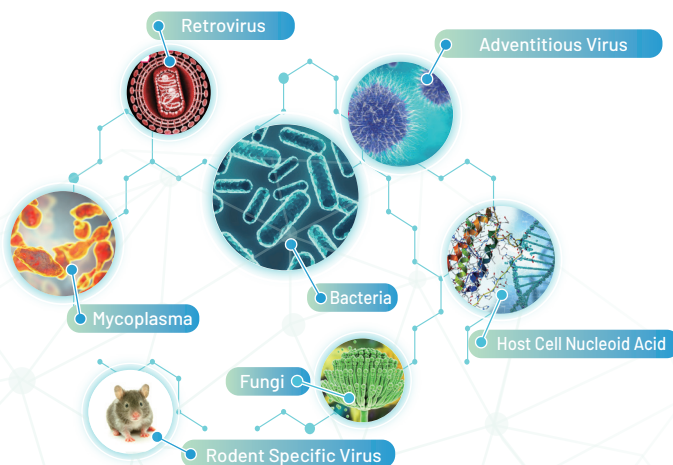 Retrovirus
Adventitious Virus
Bacteria
Mycoplasma
Host Cell Nucleoid Acid
Fungi
Rodent Specific Virus